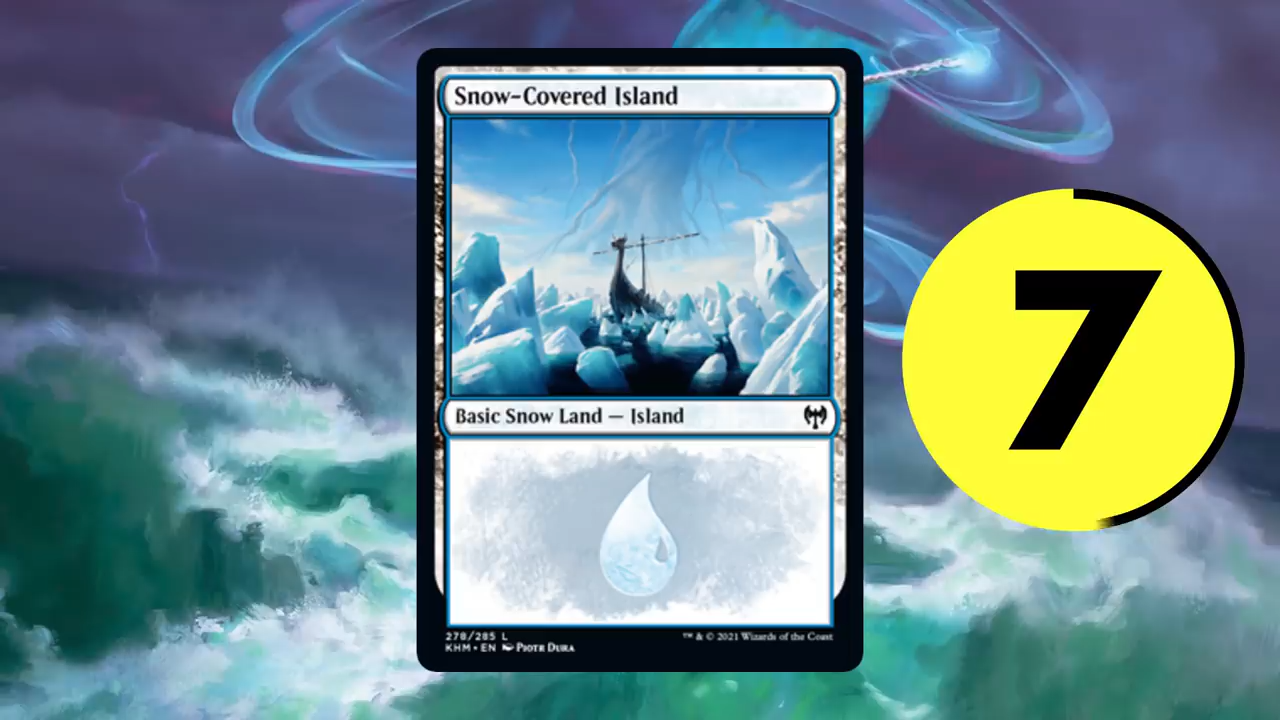 Snow-Covered Island
Basic Snow Land — Island
278/285 L
KHM • EN Piotr Dura
™ & © 2021 Wizards of the Coast
7